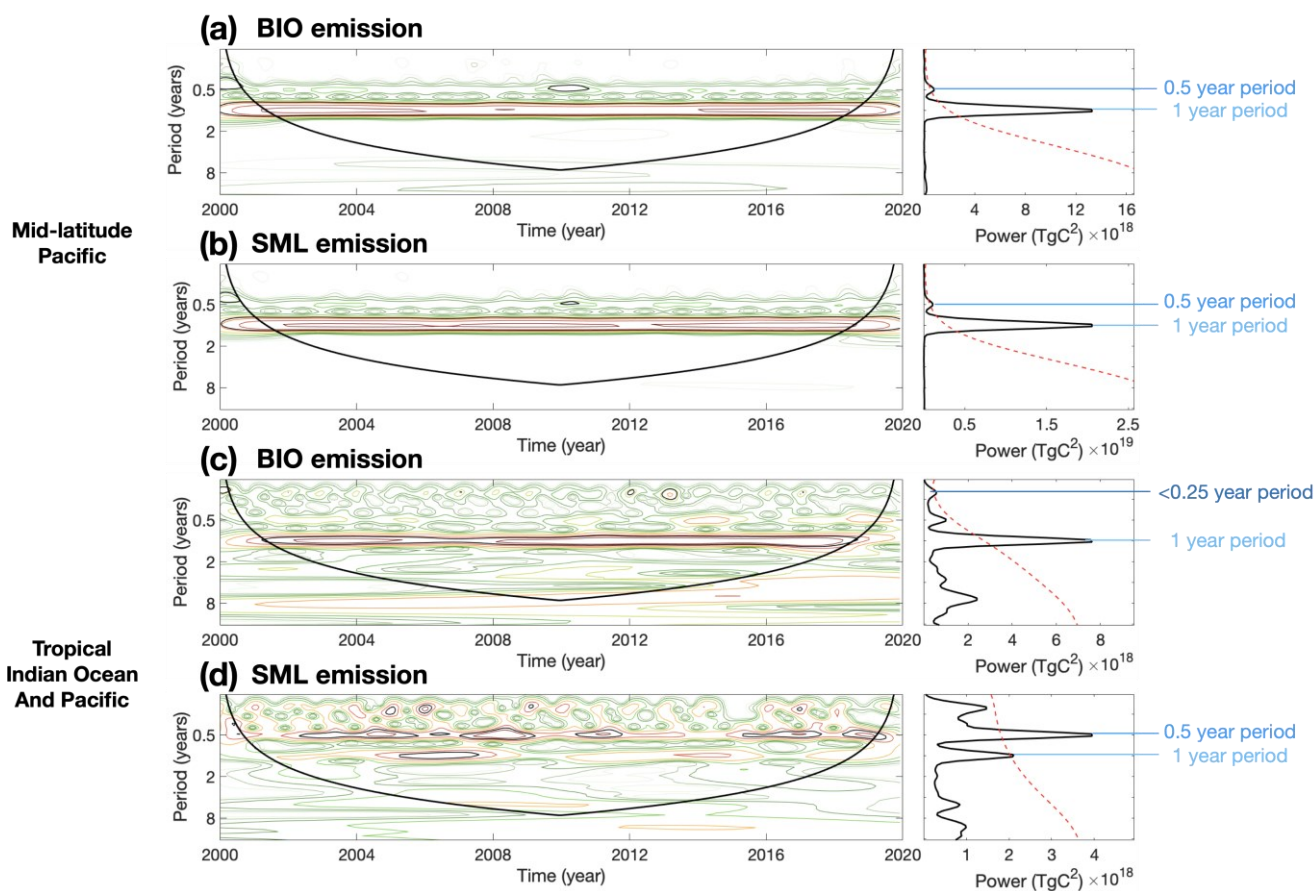 (a) BIO emission
Period (years)
0.5
2
8
2000 2004 2008 2012 2016 2020
Time (year)
4 8 12 16
Power (TgC²) ×10¹⁸
0.5 year period
1 year period
Mid-latitude
Pacific
(b) SML emission
Period (years)
0.5
2
8
2000 2004 2008 2012 2016 2020
Time (year)
0.5 1 1.5 2 2.5
Power (TgC²) ×10¹⁹
0.5 year period
1 year period
(c) BIO emission
Period (years)
0.5
2
8
2000 2004 2008 2012 2016 2020
Time (year)
2 4 6 8
Power (TgC²) ×10¹⁸
<0.25 year period
1 year period
Tropical
Indian Ocean
And Pacific
(d) SML emission
Period (years)
0.5
2
8
2000 2004 2008 2012 2016 2020
Time (year)
1 2 3 4
Power (TgC²) ×10¹⁸
0.5 year period
1 year period